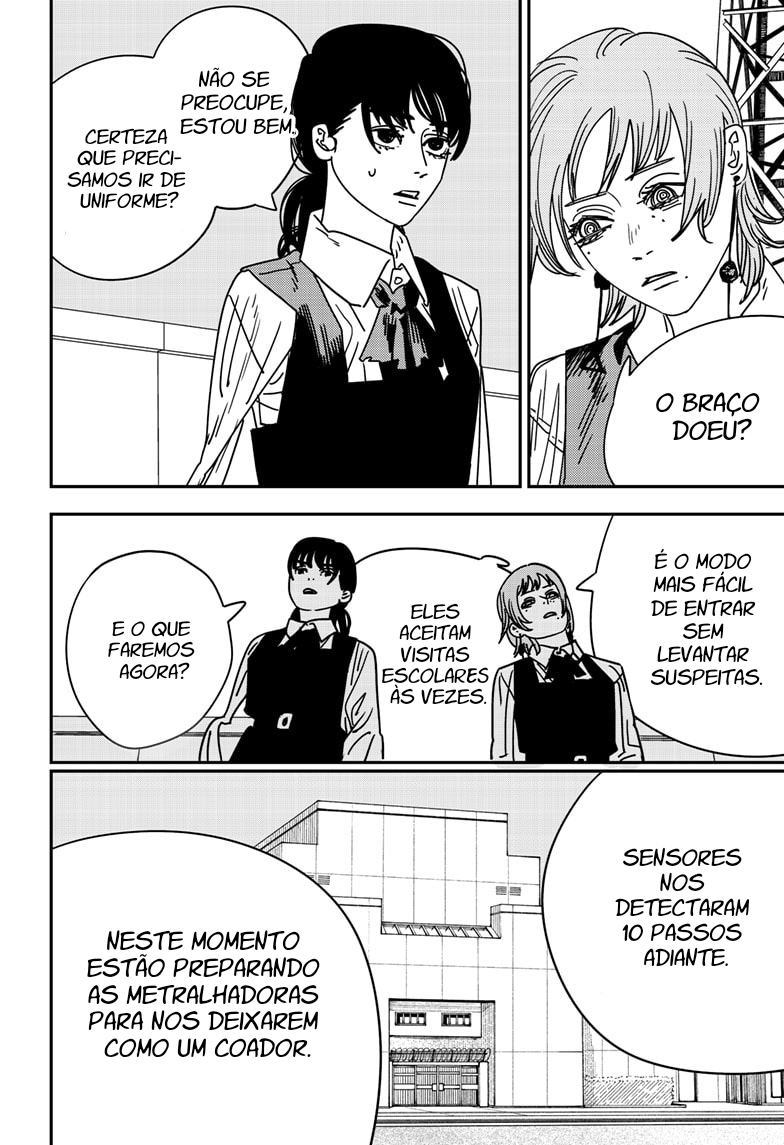 O BRAÇO
DOEU?
NÃO SE
PREOCUPE,
ESTOU BEM.
CERTEZA
QUE PRECI-
SAMOS IR DE
UNIFORME?
É O MODO
MAIS FÁCIL
DE ENTRAR
SEM
LEVANTAR
SUSPEITAS.
ELES
ACEITAM
VISITAS
ESCOLARES
ÀS VEZES.
E O QUE
FAREMOS
AGORA?
SENSORES
NOS
DETECTARAM
10 PASSOS
ADIANTE.
NESTE MOMENTO
ESTÃO PREPARANDO
AS METRALHADORAS
PARA NOS DEIXAREM
COMO UM COADOR.